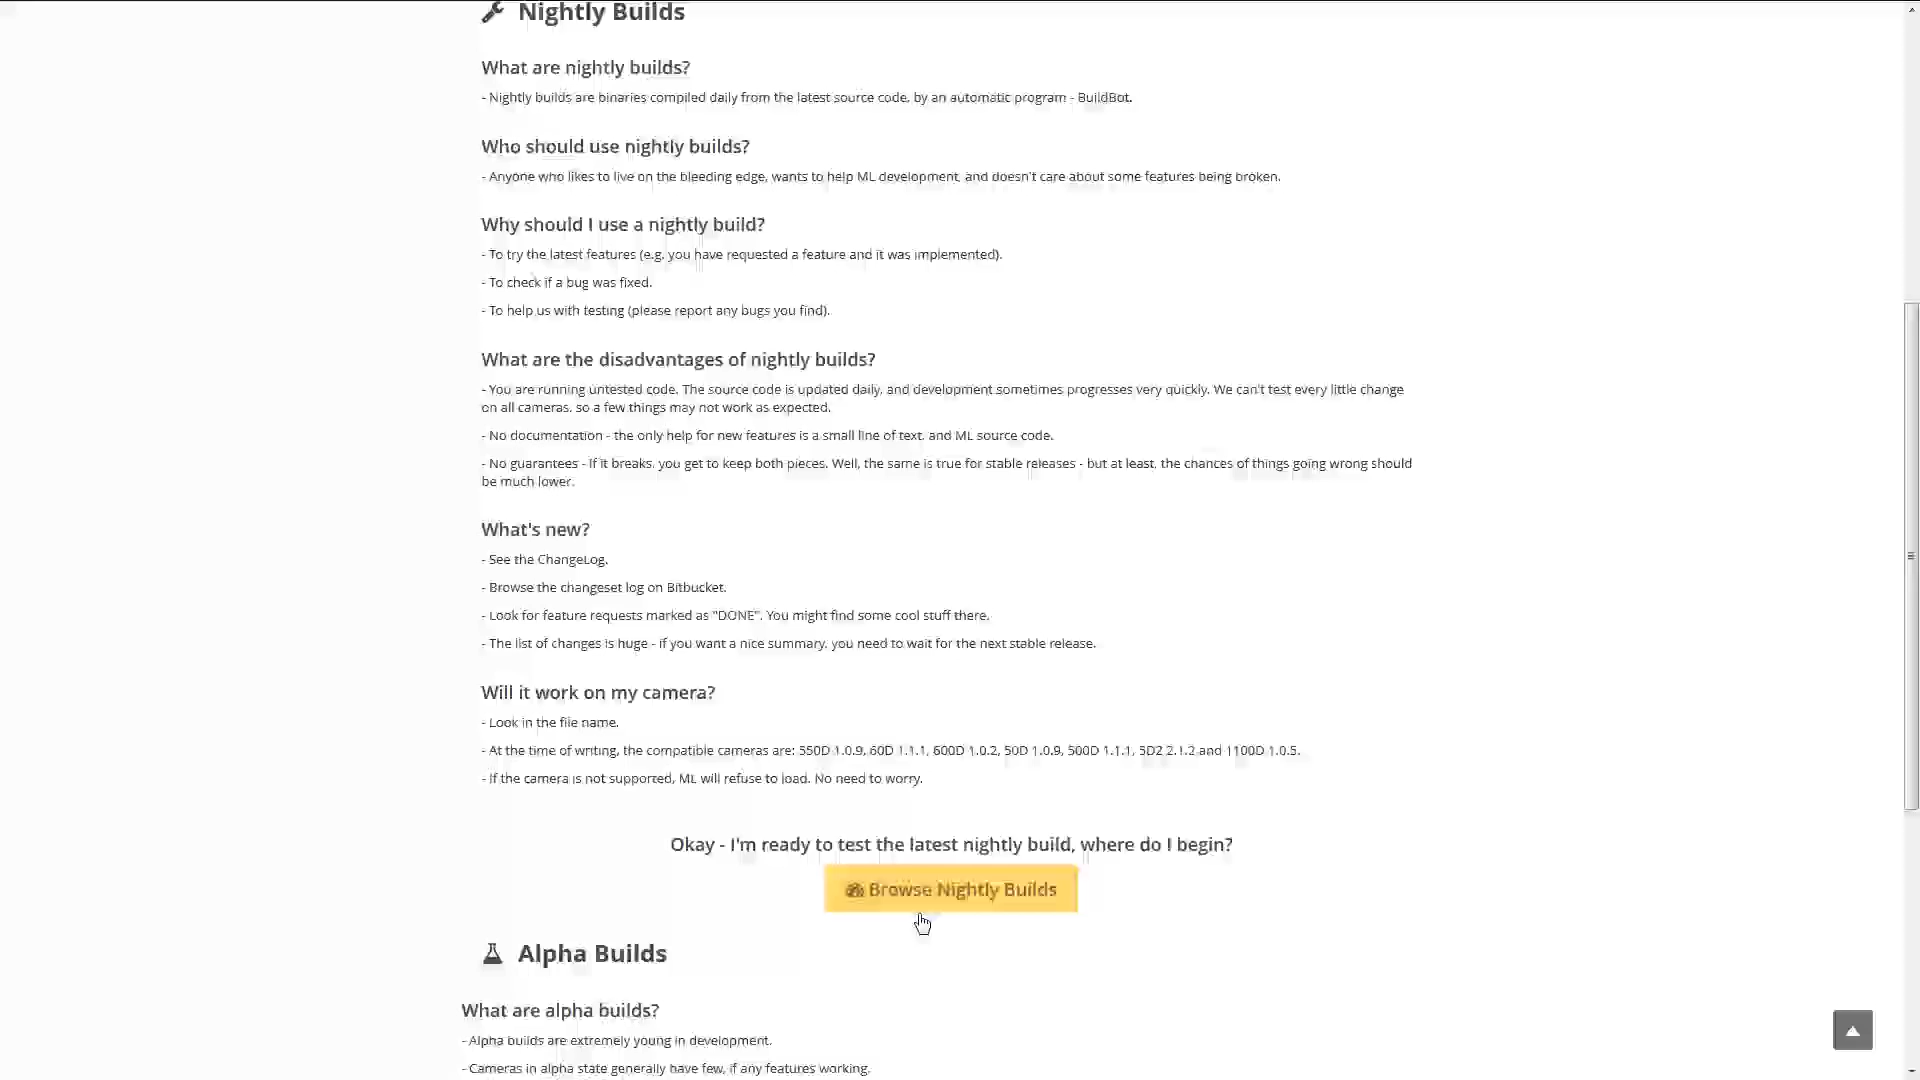 Nightly Builds
What are nightly builds?
- Nightly builds are binaries compiled daily from the latest source code, by an automatic program - BuildBot.
Who should use nightly builds?
- Anyone who likes to live on the bleeding edge, wants to help ML development, and doesn't care about some features being broken.
Why should I use a nightly build?
- To try the latest features (e.g. you have requested a feature and it was implemented).
- To check if a bug was fixed.
- To help us with testing (please report any bugs you find).
What are the disadvantages of nightly builds?
- You are running untested code. The source code is updated daily, and development sometimes progresses very quickly. We can't test every little change
on all cameras, so a few things may not work as expected.
- No documentation - the only help for new features is a small line of text, and ML source code.
- No guarantees - if it breaks, you get to keep both pieces. Well, the same is true for stable releases - but at least, the chances of things going wrong should
be much lower.
What's new?
- See the ChangeLog.
- Browse the changeset log on Bitbucket.
- Look for feature requests marked as "DONE". You might find some cool stuff there.
- The list of changes is huge - if you want a nice summary, you need to wait for the next stable release.
Will it work on my camera?
- Look in the file name.
- At the time of writing, the compatible cameras are: 550D 1.0.9, 60D 1.1.1, 600D 1.0.2, 50D 1.0.9, 500D 1.1.1, 5D2 2.1.2 and 1100D 1.0.5.
- If the camera is not supported, ML will refuse to load. No need to worry.
Okay - I'm ready to test the latest nightly build, where do I begin?
Browse Nightly Builds
Alpha Builds
What are alpha builds?
- Alpha builds are extremely young in development.
- Cameras in alpha state generally have few, if any features working.